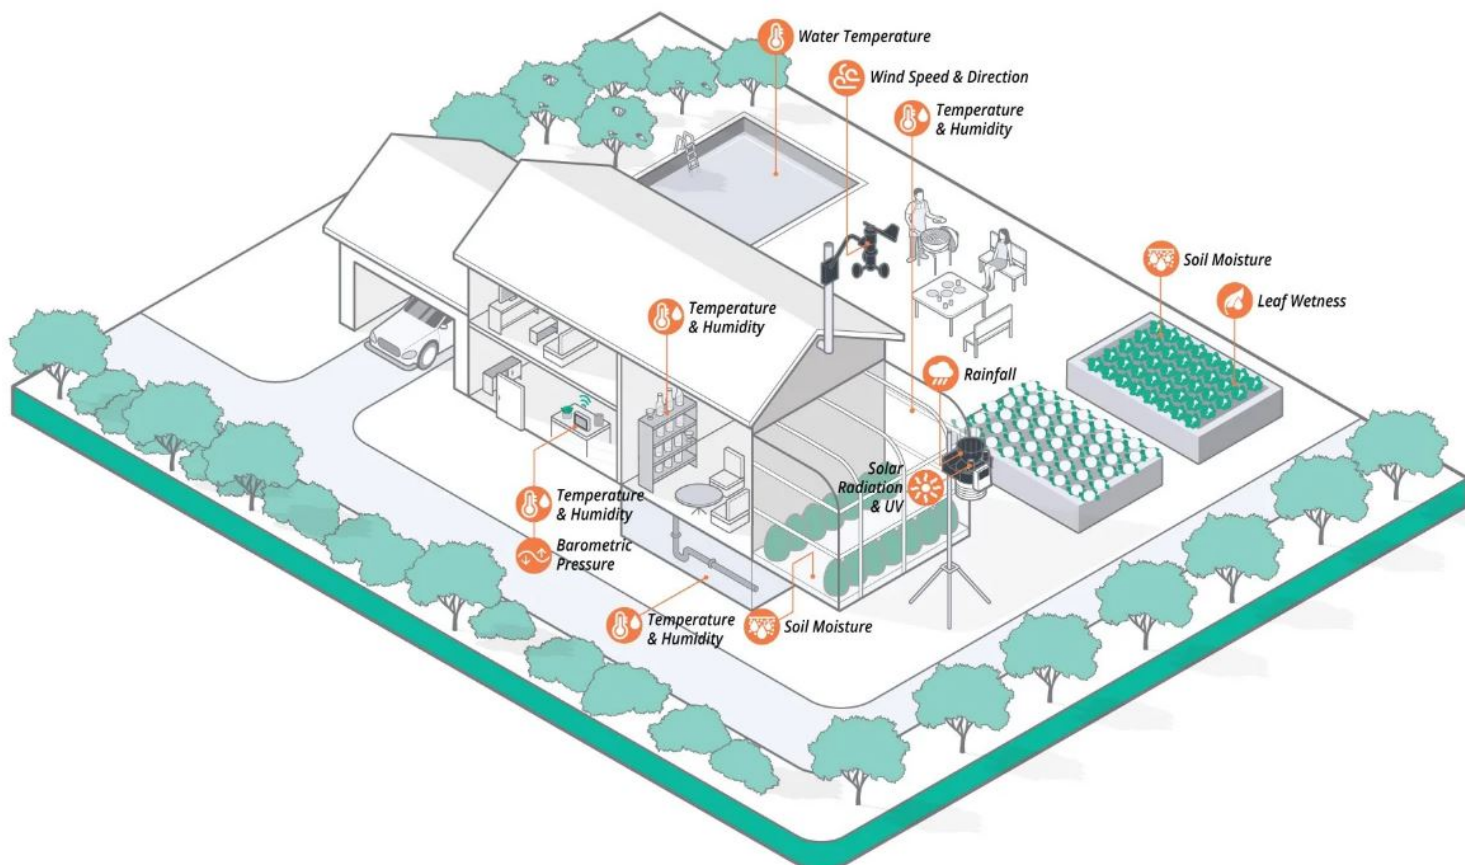 Water Temperature
Wind Speed & Direction
Temperature
& Humidity
Soil Moisture
Leaf Wetness
Temperature
& Humidity
Rainfall
Solar
Radiation
& UV
Temperature
& Humidity
Barometric
Pressure
Temperature
& Humidity
Soil Moisture